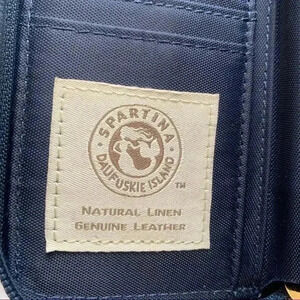 SPARTINA
DAUFUSKIE ISLAND
™
NATURAL LINEN
GENUINE LEATHER